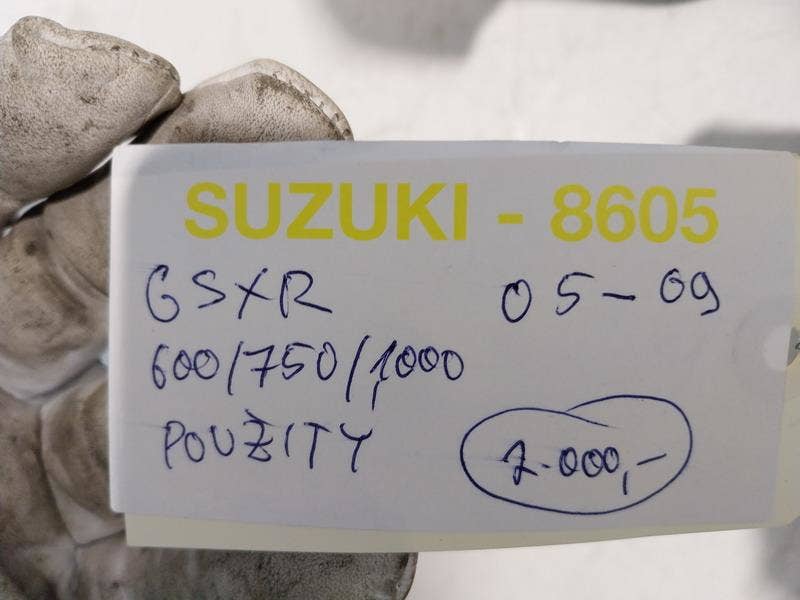 SUZUKI - 8605
GSXR 05-09
600/750/1000
POUŽITY
2.000,-